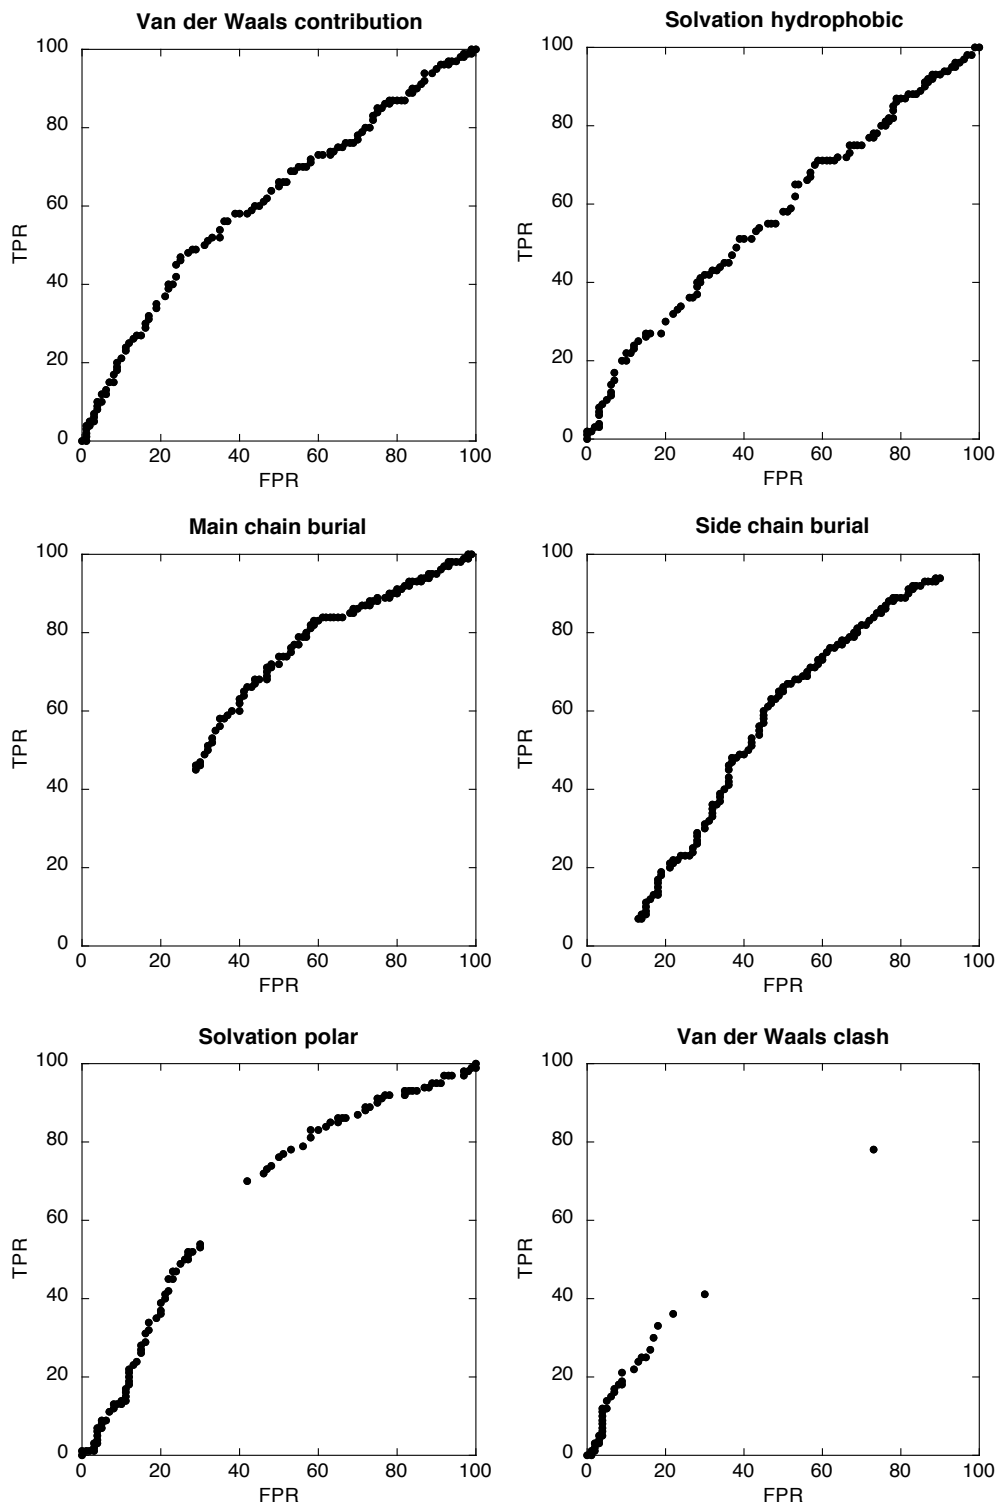 Van der Waals contribution
100
80
60
40
20
0
TPR
0 20 40 60 80 100
FPR
Solvation hydrophobic
100
80
60
40
20
0
TPR
0 20 40 60 80 100
FPR
Main chain burial
100
80
60
40
20
0
TPR
0 20 40 60 80 100
FPR
Side chain burial
100
80
60
40
20
0
TPR
0 20 40 60 80 100
FPR
Solvation polar
100
80
60
40
20
0
TPR
0 20 40 60 80 100
FPR
Van der Waals clash
100
80
60
40
20
0
TPR
0 20 40 60 80 100
FPR